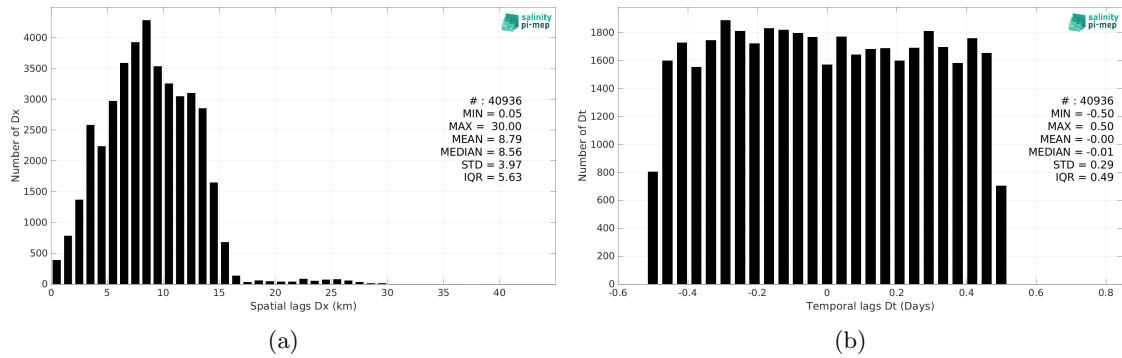 Number of Dx
4000
3500
3000
2500
2000
1500
1000
500
0
0 5 10 15 20 25 30 35 40
Spatial lags Dx (km)
salinity
pi-mep
# : 40936
MIN = 0.05
MAX = 30.00
MEAN = 8.79
MEDIAN = 8.56
STD = 3.97
IQR = 5.63
(a)
Number of Dt
1800
1600
1400
1200
1000
800
600
400
200
0
-0.6 -0.4 -0.2 0 0.2 0.4 0.6 0.8
Temporal lags Dt (Days)
salinity
pi-mep
# : 40936
MIN = -0.50
MAX = 0.50
MEAN = -0.00
MEDIAN = -0.01
STD = 0.29
IQR = 0.49
(b)